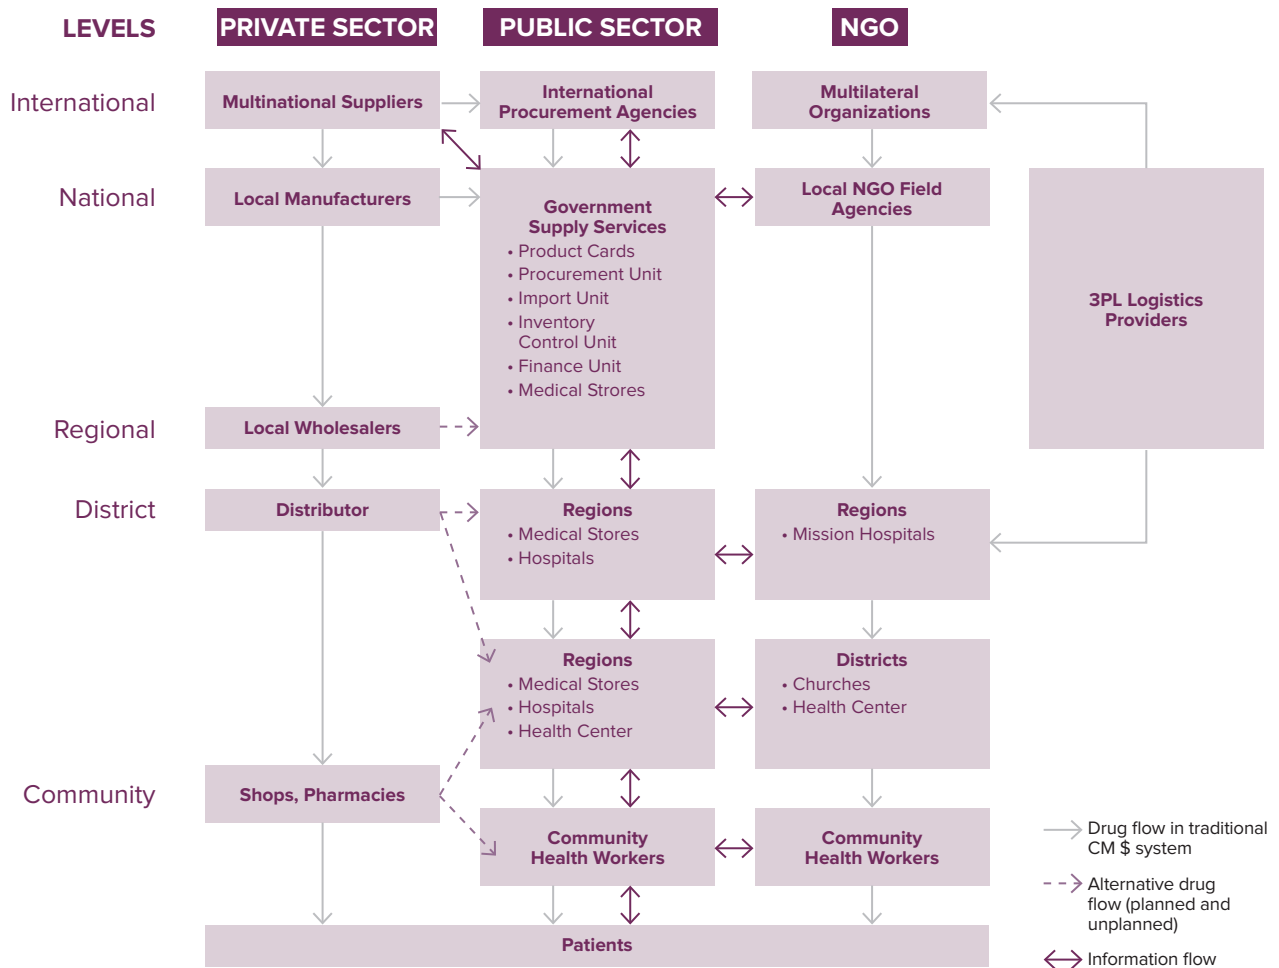 LEVELS
PRIVATE SECTOR
PUBLIC SECTOR
NGO
International
Multinational Suppliers
International
Procurement Agencies
Multilateral
Organizations
National
Local Manufacturers
Government
Supply Services
• Product Cards
• Procurement Unit
• Import Unit
• Inventory
Control Unit
• Finance Unit
• Medical Strores
Local NGO Field
Agencies
3PL Logistics
Providers
Regional
Local Wholesalers
District
Distributor
Regions
• Medical Stores
• Hospitals
Regions
• Mission Hospitals
Regions
• Medical Stores
• Hospitals
• Health Center
Districts
• Churches
• Health Center
Community
Shops, Pharmacies
Community
Health Workers
Community
Health Workers
Patients
Drug flow in traditional
CM $ system
Alternative drug
flow (planned and
unplanned)
Information flow